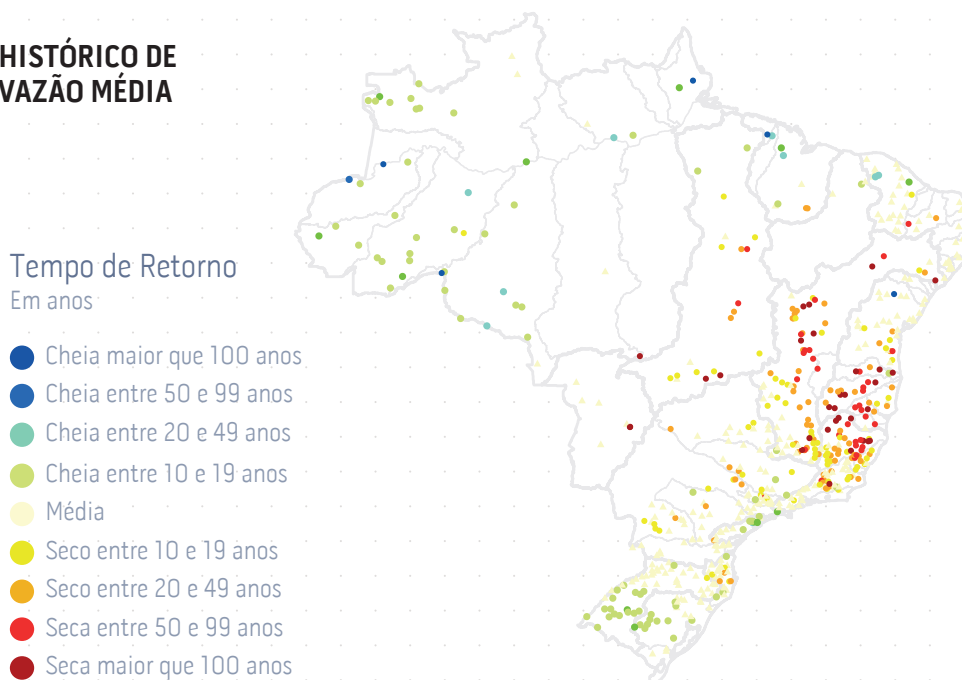 HISTÓRICO DE
VAZÃO MÉDIA
Tempo de Retorno
Em anos
Cheia maior que 100 anos
Cheia entre 50 e 99 anos
Cheia entre 20 e 49 anos
Cheia entre 10 e 19 anos
Média
Seco entre 10 e 19 anos
Seco entre 20 e 49 anos
Seca entre 50 e 99 anos
Seca maior que 100 anos